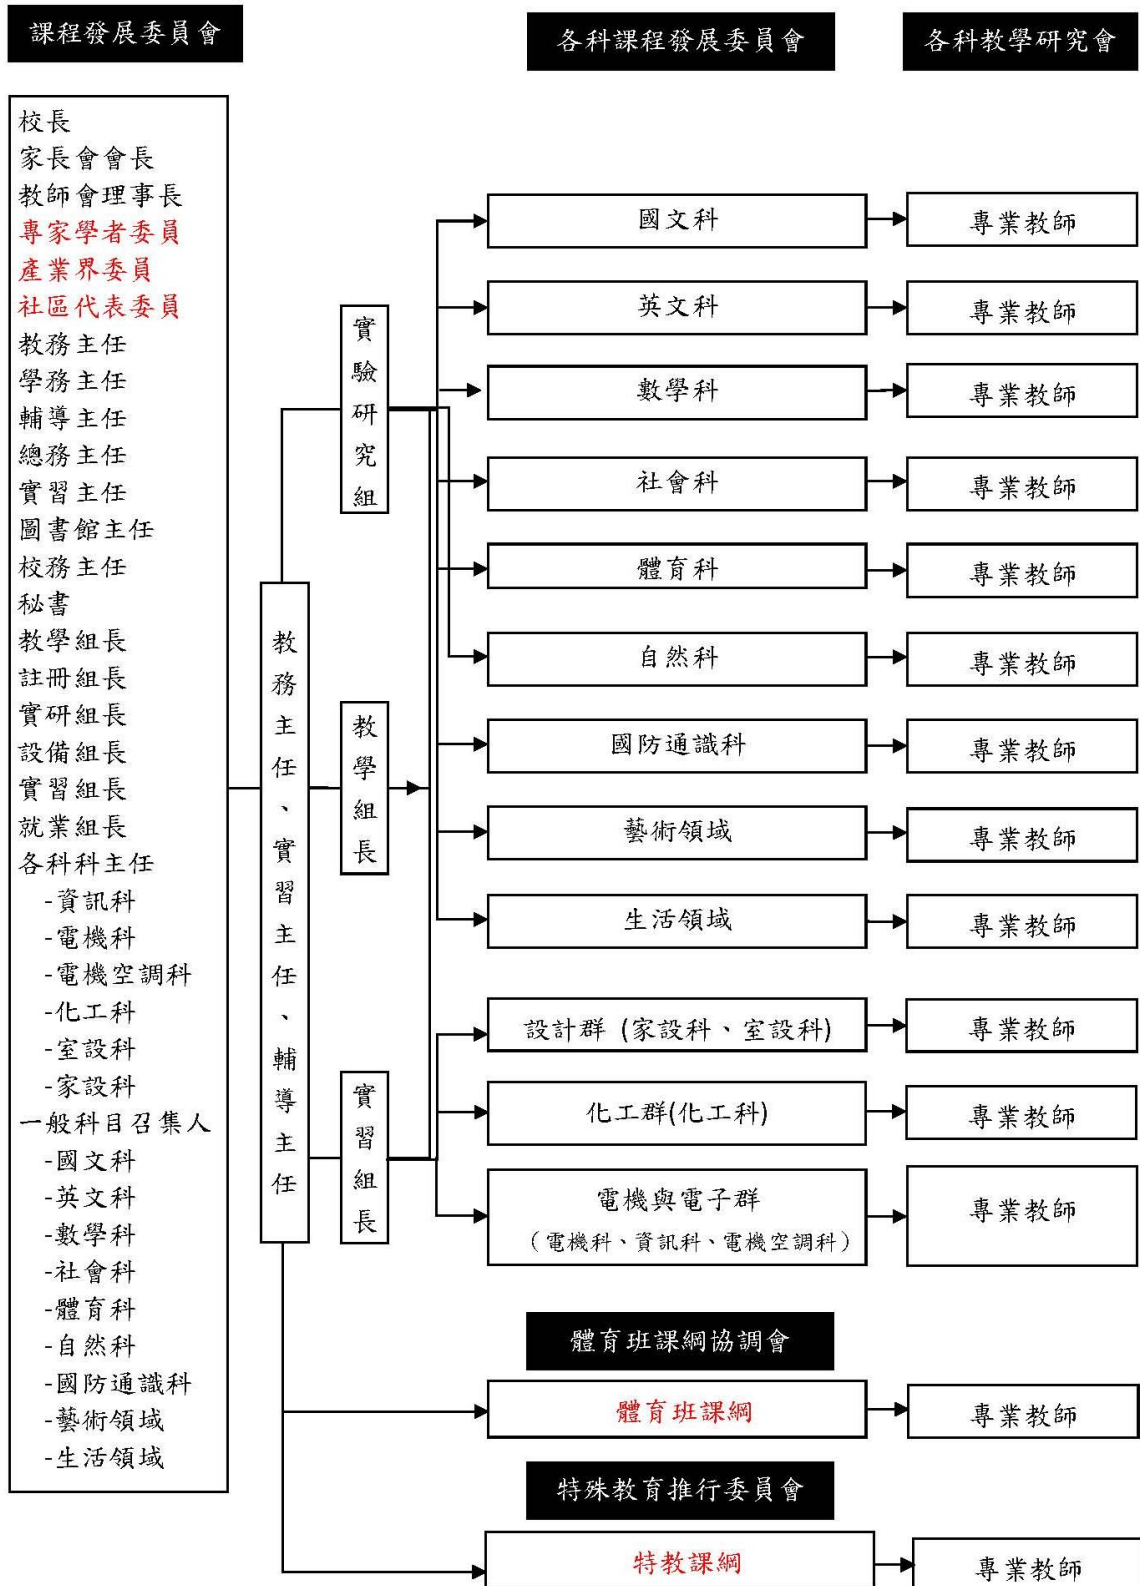 課程發展委員會
各科課程發展委員會
各科教學研究會
校長
家長會會長
教師會理事長
專家學者委員
產業界委員
社區代表委員
教務主任
學務主任
輔導主任
總務主任
實習主任
圖書館主任
校務主任
秘書
教學組長
註冊組長
實研組長
設備組長
實習組長
就業組長
各科科主任
-資訊科
-電機科
-電機空調科
-化工科
-室設科
-家設科
一般科目召集人
-國文科
-英文科
-數學科
-社會科
-體育科
-自然科
-國防通識科
-藝術領域
-生活領域
教務主任、實習主任、輔導主任
實驗研究組
教學組長
實習組長
國文科
專業教師
英文科
專業教師
數學科
專業教師
社會科
專業教師
體育科
專業教師
自然科
專業教師
國防通識科
專業教師
藝術領域
專業教師
生活領域
專業教師
設計群 (家設科、室設科)
專業教師
化工群(化工科)
專業教師
電機與電子群
（電機科、資訊科、電機空調科）
專業教師
體育班課綱協調會
體育班課綱
專業教師
特殊教育推行委員會
特教課綱
專業教師